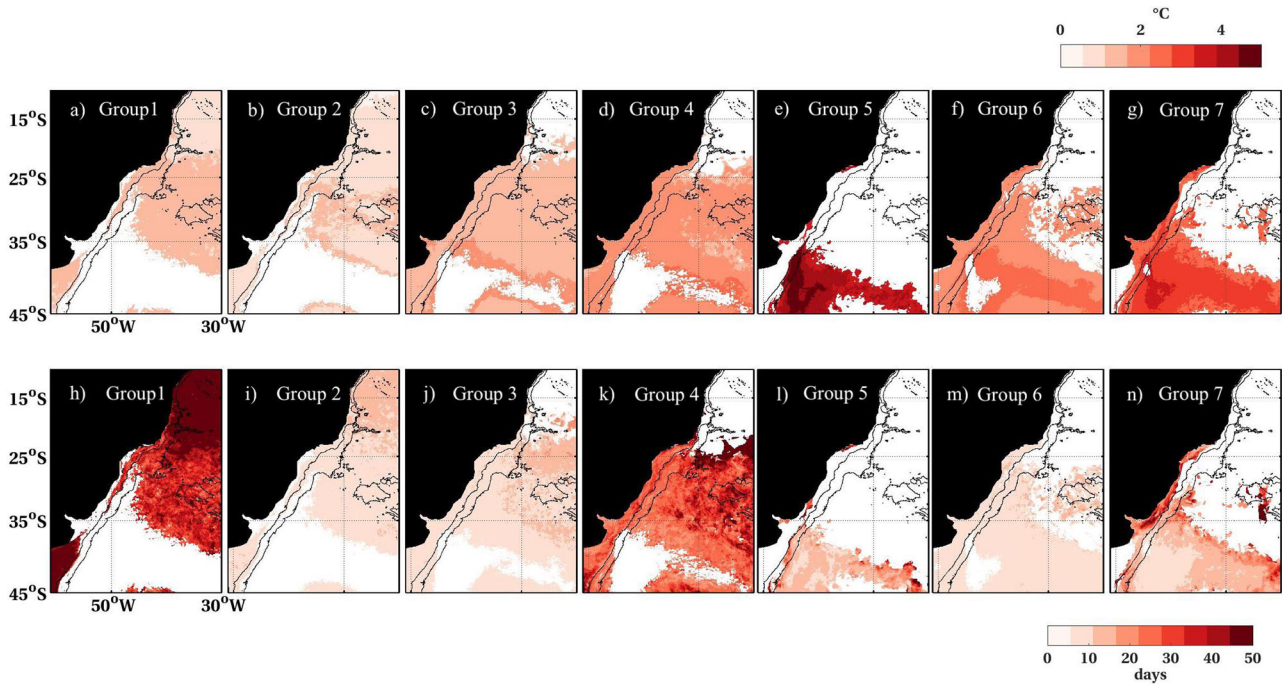 °C
0 2 4
a) Group1 b) Group 2 c) Group 3 d) Group 4 e) Group 5 f) Group 6 g) Group 7
15°S
25°S
35°S
45°S
50°W 30°W
h) Group1 i) Group 2 j) Group 3 k) Group 4 l) Group 5 m) Group 6 n) Group 7
15°S
25°S
35°S
45°S
50°W 30°W
0 10 20 30 40 50
days